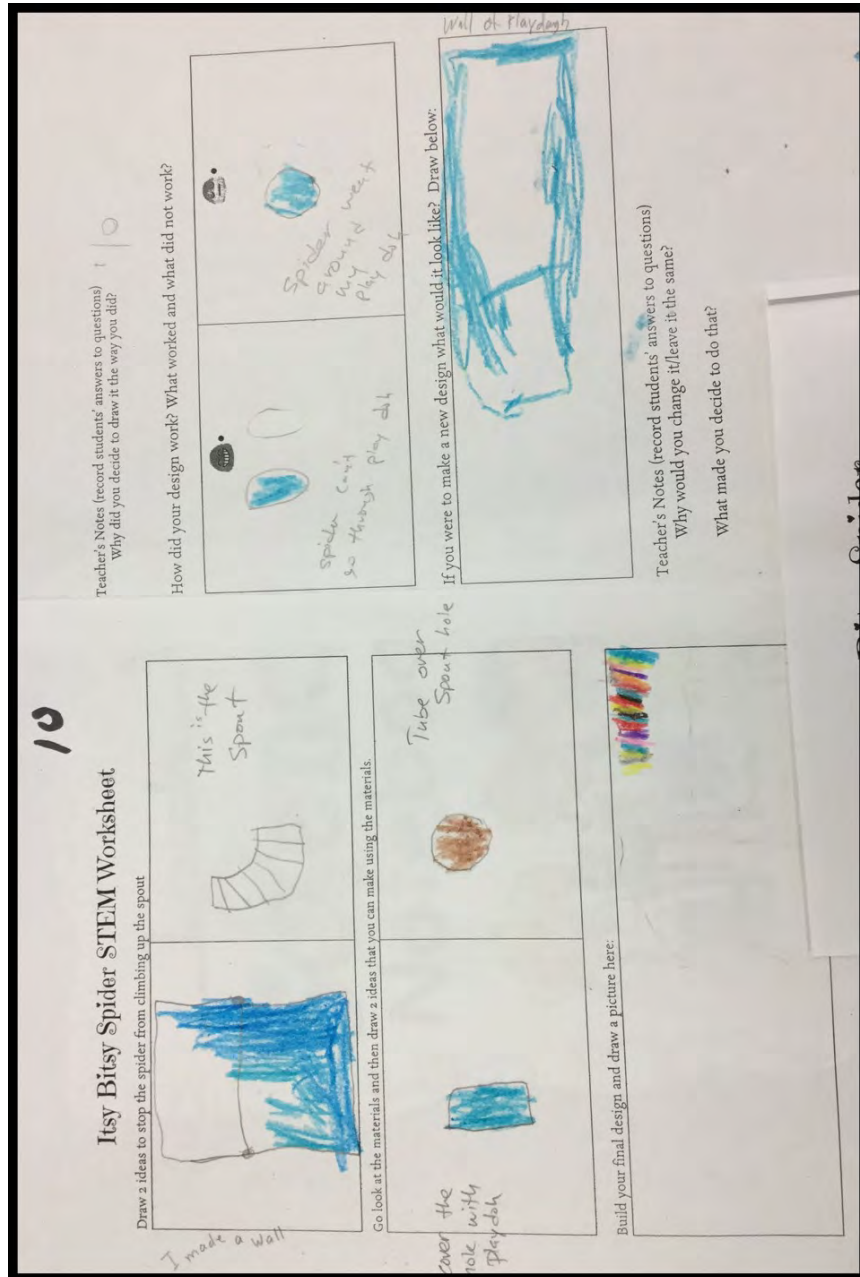 10
Itsy Bitsy Spider STEM Worksheet
Draw 2 ideas to stop the spider from climbing up the spout
I made a wall
This is the
Spout
Go look at the materials and then draw 2 ideas that you can make using the materials.
cover the
hole with
playdoh
Tube over
Spout hole
Build your final design and draw a picture here:
Teacher's Notes (record students' answers to questions)
Why did you decide to draw it the way you did?
How did your design work? What worked and what did not work?
spider can't
go through play doh
Spider
around went
my
play doh
If you were to make a new design what would it look like? Draw below:
Wall of Playdogh
Teacher's Notes (record students' answers to questions)
Why would you change it/leave it the same?
What made you decide to do that?